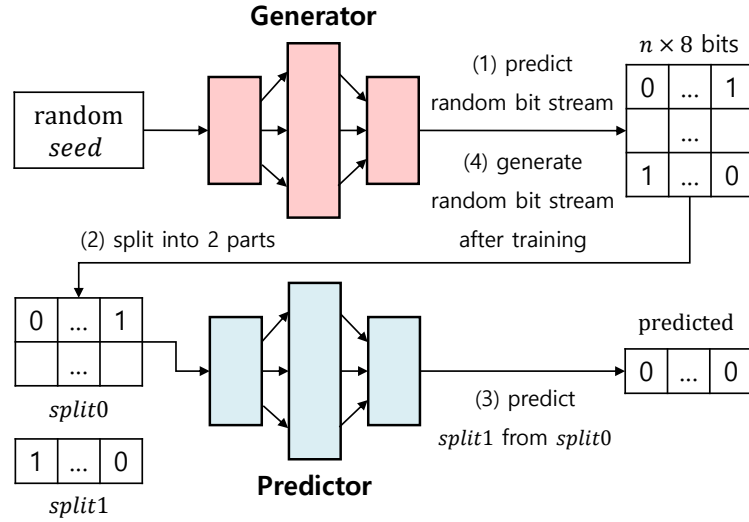 Generator
n × 8 bits
(1) predict
random bit stream
0 ... 1
...
1 ... 0
random
seed
(4) generate
random bit stream
after training
(2) split into 2 parts
0 ... 1
...
split0
1 ... 0
split1
predicted
0 ... 0
(3) predict
split1 from split0
Predictor